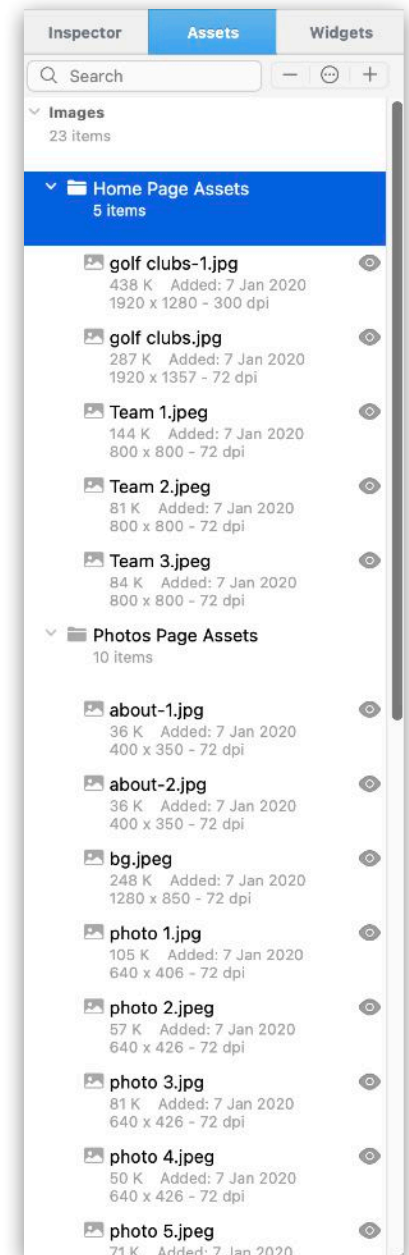 Inspector Assets Widgets
Search
Images
23 items
Home Page Assets
5 items
golf clubs-1.jpg
438 K Added: 7 Jan 2020
1920 x 1280 - 300 dpi
golf clubs.jpg
287 K Added: 7 Jan 2020
1920 x 1357 - 72 dpi
Team 1.jpeg
144 K Added: 7 Jan 2020
800 x 800 - 72 dpi
Team 2.jpeg
81 K Added: 7 Jan 2020
800 x 800 - 72 dpi
Team 3.jpeg
84 K Added: 7 Jan 2020
800 x 800 - 72 dpi
Photos Page Assets
10 items
about-1.jpg
36 K Added: 7 Jan 2020
400 x 350 - 72 dpi
about-2.jpg
36 K Added: 7 Jan 2020
400 x 350 - 72 dpi
bg.jpeg
248 K Added: 7 Jan 2020
1280 x 850 - 72 dpi
photo 1.jpg
105 K Added: 7 Jan 2020
640 x 406 - 72 dpi
photo 2.jpeg
57 K Added: 7 Jan 2020
640 x 426 - 72 dpi
photo 3.jpg
81 K Added: 7 Jan 2020
640 x 426 - 72 dpi
photo 4.jpeg
50 K Added: 7 Jan 2020
640 x 426 - 72 dpi
photo 5.jpeg
71 K Added: 7 Jan 2020